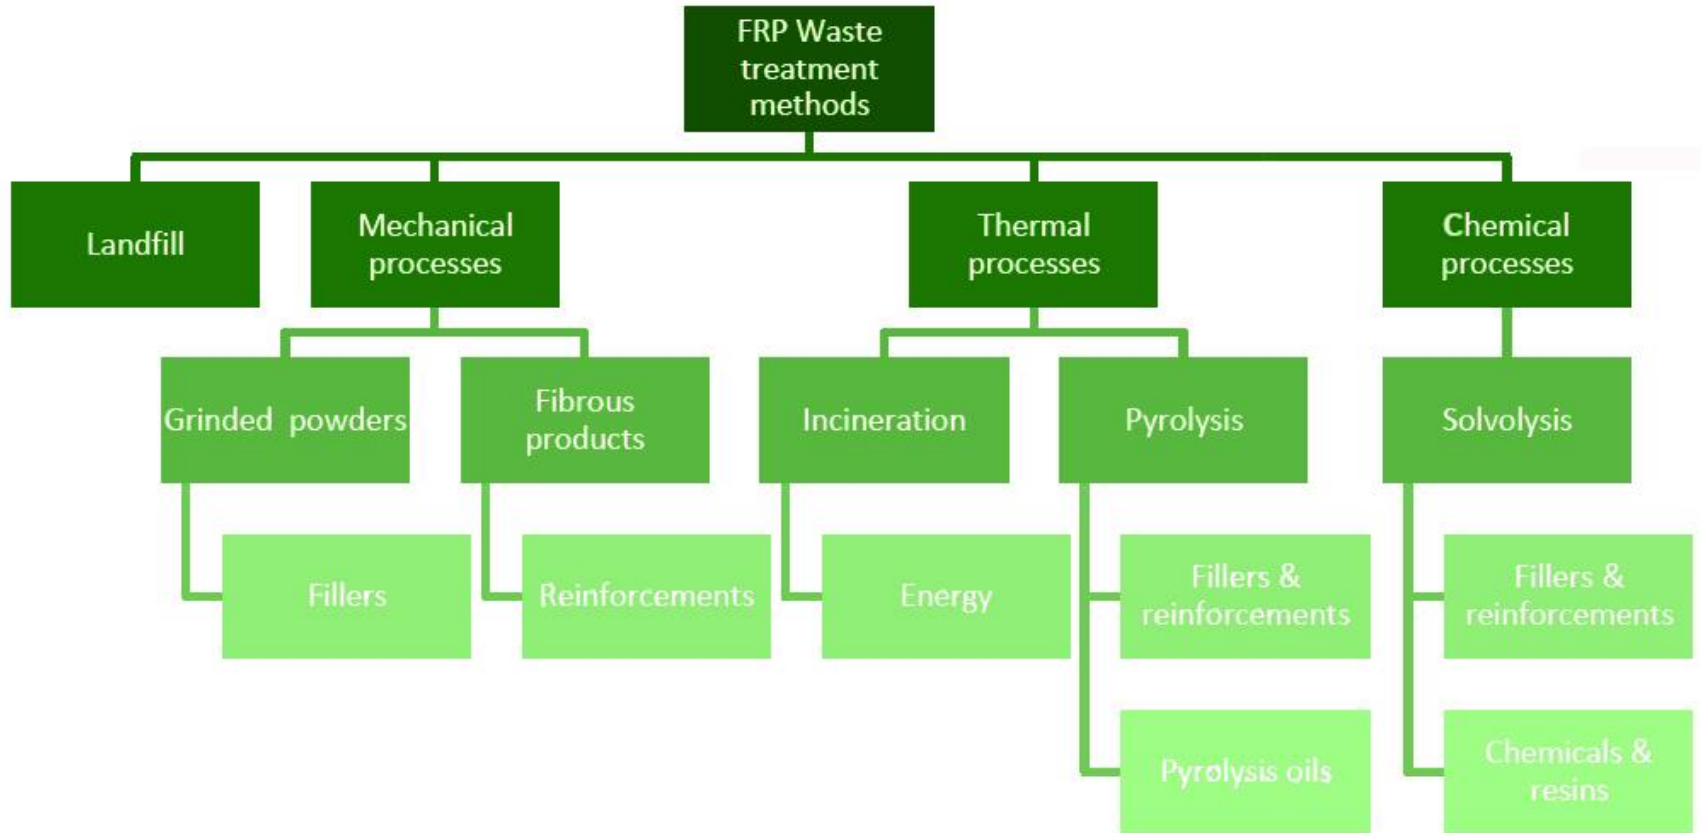 FRP Waste
treatment
methods
Landfill
Mechanical
processes
Thermal
processes
Chemical
processes
Grinded powders
Fibrous
products
Incineration
Pyrolysis
Solvolysis
Fillers
Reinforcements
Energy
Fillers &
reinforcements
Fillers &
reinforcements
Pyrolysis oils
Chemicals &
resins